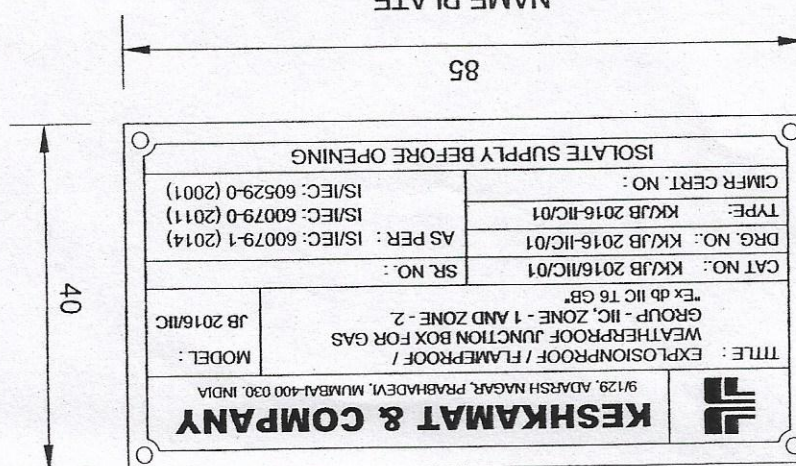 KESHKAMAT & COMPANY
9/129, ADARSH NAGAR, PRABHADEVI, MUMBAI-400 030. INDIA
TITLE : EXPLOSIONPROOF / FLAMEPROOF /
WEATHERPROOF JUNCTION BOX FOR GAS
GROUP - IIC, ZONE - 1 AND ZONE - 2
"Ex db IIC T6 GB"
MODEL :
JB 2016/IIC
CAT NO.: KK/JB 2016/IIC/01
SR. NO. :
DRG. NO.: KK/JB 2016-IIC/01
TYPE: KK/JB 2016-IIC/01
CIMFR CERT. NO :
AS PER : IS/IEC: 60079-1 (2014)
IS/IEC: 60079-0 (2011)
IS/IEC: 60529-0 (2001)
ISOLATE SUPPLY BEFORE OPENING
40
85
NAME PLATE